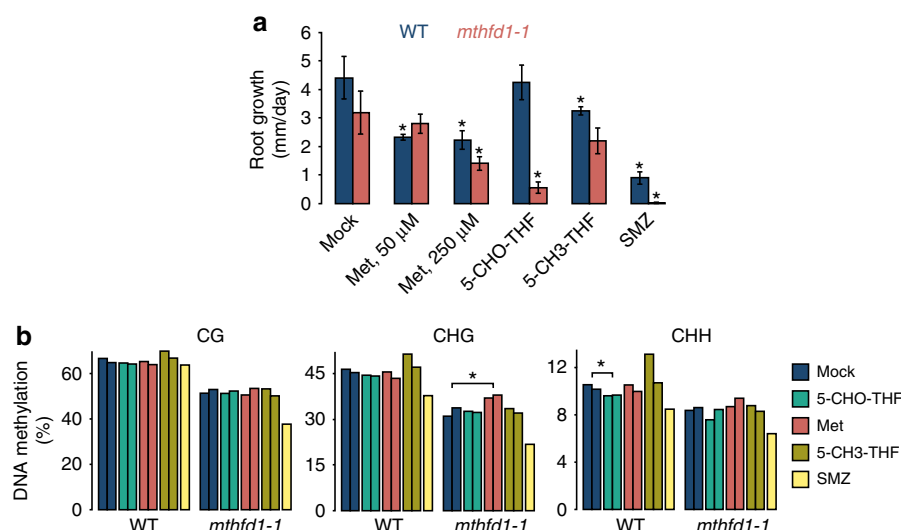 a
WT mthfd1-1
Root growth
(mm/day)
6
5
4
3
2
1
0
Mock
Met, 50 µM
Met, 250 µM
5-CHO-THF
5-CH3-THF
SMZ
* * * * * * *
b
CG CHG CHH
DNA methylation
(%)
60
40
20
0
45
30
15
0
12
8
4
0
*
*
WT mthfd1-1 WT mthfd1-1 WT mthfd1-1
Mock
5-CHO-THF
Met
5-CH3-THF
SMZ